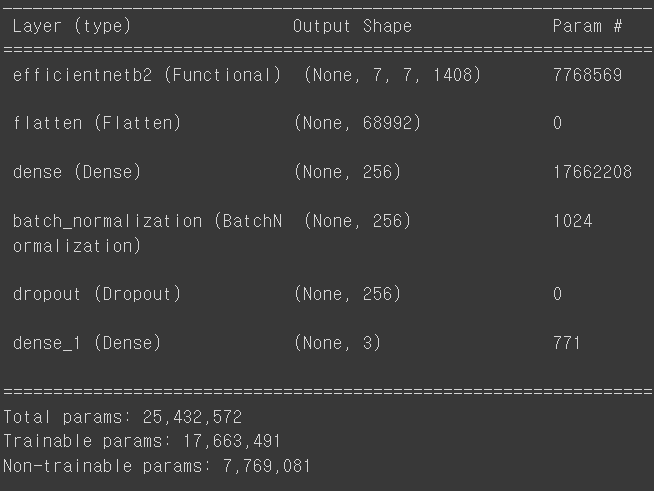 Layer (type) Output Shape Param #
efficientnetb2 (Functional) (None, 7, 7, 1408) 7768569
flatten (Flatten) (None, 68992) 0
dense (Dense) (None, 256) 17662208
batch_normalization (BatchN (None, 256) 1024
ormalization)
dropout (Dropout) (None, 256) 0
dense_1 (Dense) (None, 3) 771
Total params: 25,432,572
Trainable params: 17,663,491
Non-trainable params: 7,769,081